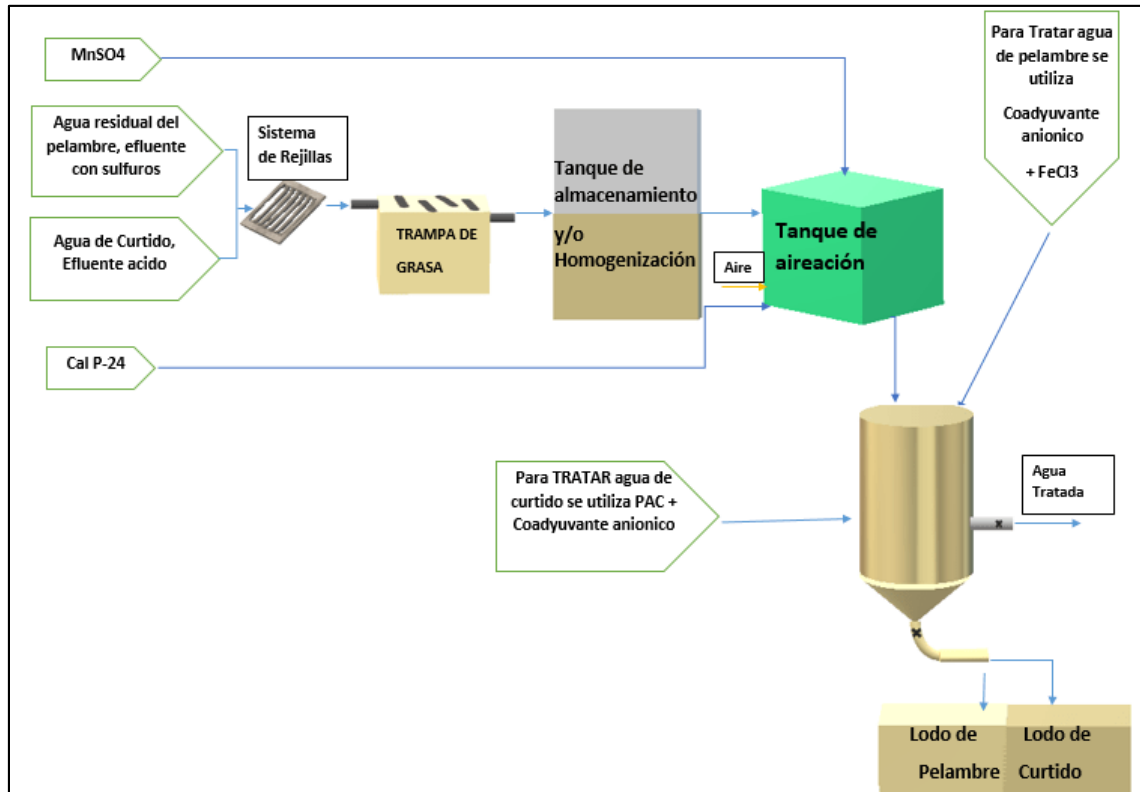 MnSO4
Agua residual del
pelambre, efluente
con sulfuros
Agua de Curtido,
Efluente acido
Cal P-24
Sistema
de Rejillas
TRAMPA DE
GRASA
Tanque de
almacenamiento
y/o
Homogenización
Aire
Tanque de
aireación
Para Tratar agua
de pelambre se
utiliza
Coadyuvante
anionico
+ FeCl3
Para TRATAR agua de
curtido se utiliza PAC +
Coadyuvante anionico
Agua
Tratada
Lodo de
Pelambre
Lodo de
Curtido